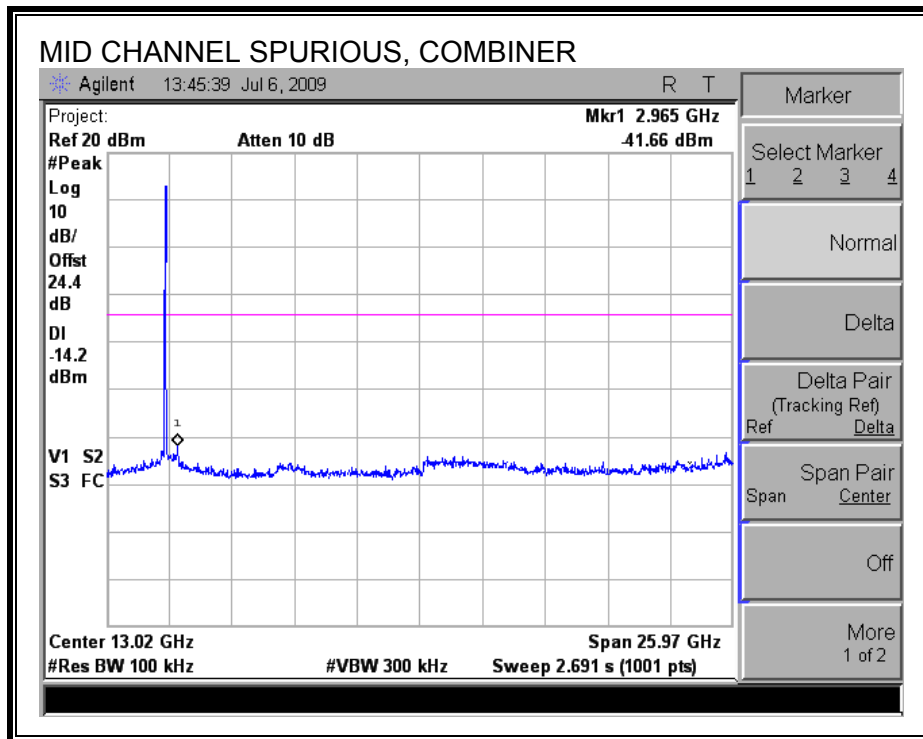 MID CHANNEL SPURIOUS, COMBINER
Agilent 13:45:39 Jul 6, 2009 R T
Project:
Mkr1 2.965 GHz
Ref 20 dBm Atten 10 dB -41.66 dBm
#Peak
Log
10
dB/
Offst
24.4
dB
DI
-14.2
dBm
V1 S2
S3 FC
1
Center 13.02 GHz Span 25.97 GHz
#Res BW 100 kHz #VBW 300 kHz Sweep 2.691 s (1001 pts)
Marker
Select Marker
1 2 3 4
Normal
Delta
Delta Pair
(Tracking Ref)
Ref Delta
Span Pair
Span Center
Off
More
1 of 2